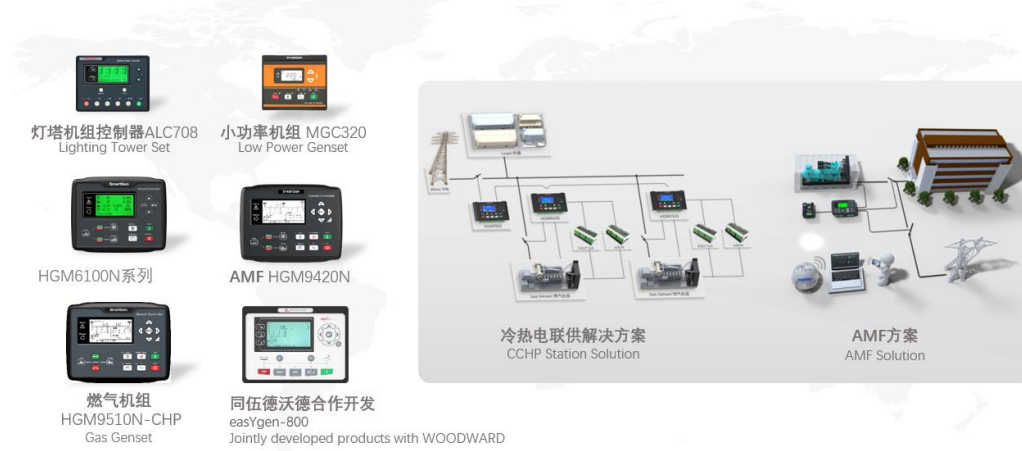 灯塔机组控制器ALC708
Lighting Tower Set
小功率机组 MGC320
Low Power Genset
SmartGen
HGM6100N系列
AMF HGM9420N
SmartGen
燃气机组
HGM9510N-CHP
Gas Genset
同伍德沃德合作开发
easYgen-800
Jointly developed products with WOODWARD
冷热电联供解决方案
CCHP Station Solution
AMF方案
AMF Solution